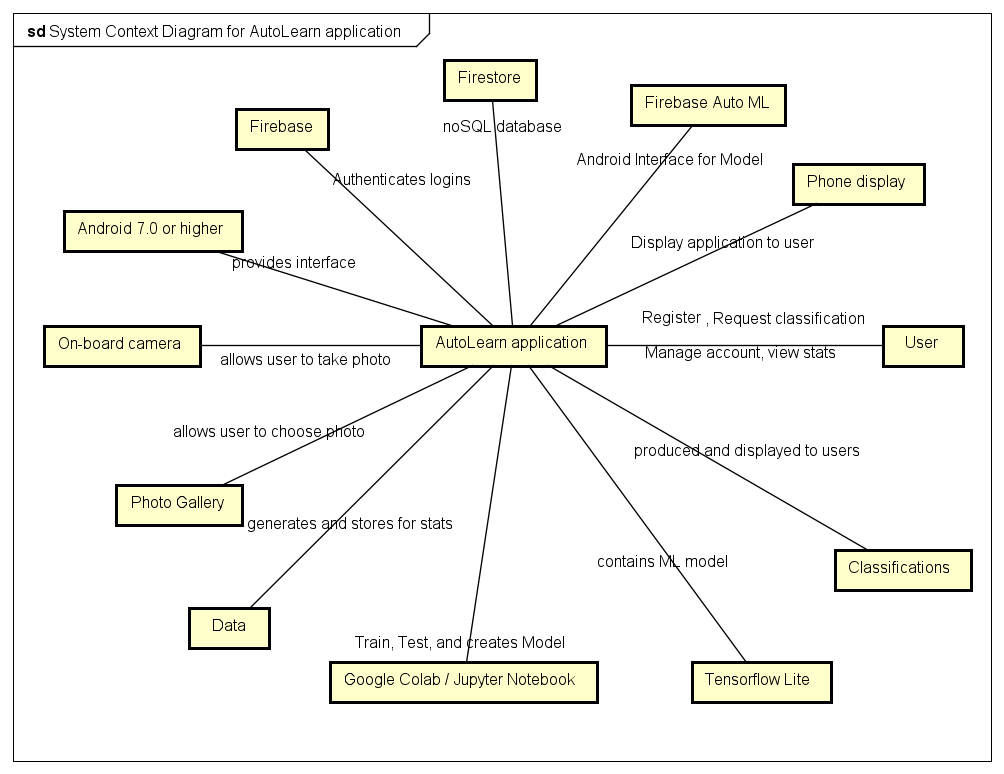 sd System Context Diagram for AutoLearn application
Firestore
Firebase Auto ML
Firebase
noSQL database
Android Interface for Model
Authenticates logins
Phone display
Android 7.0 or higher
Display application to user
provides interface
Register , Request classification
On-board camera
AutoLearn application
User
allows user to take photo
Manage account, view stats
allows user to choose photo
produced and displayed to users
Photo Gallery
generates and stores for stats
contains ML model
Classifications
Data
Train, Test, and creates Model
Google Colab / Jupyter Notebook
Tensorflow Lite